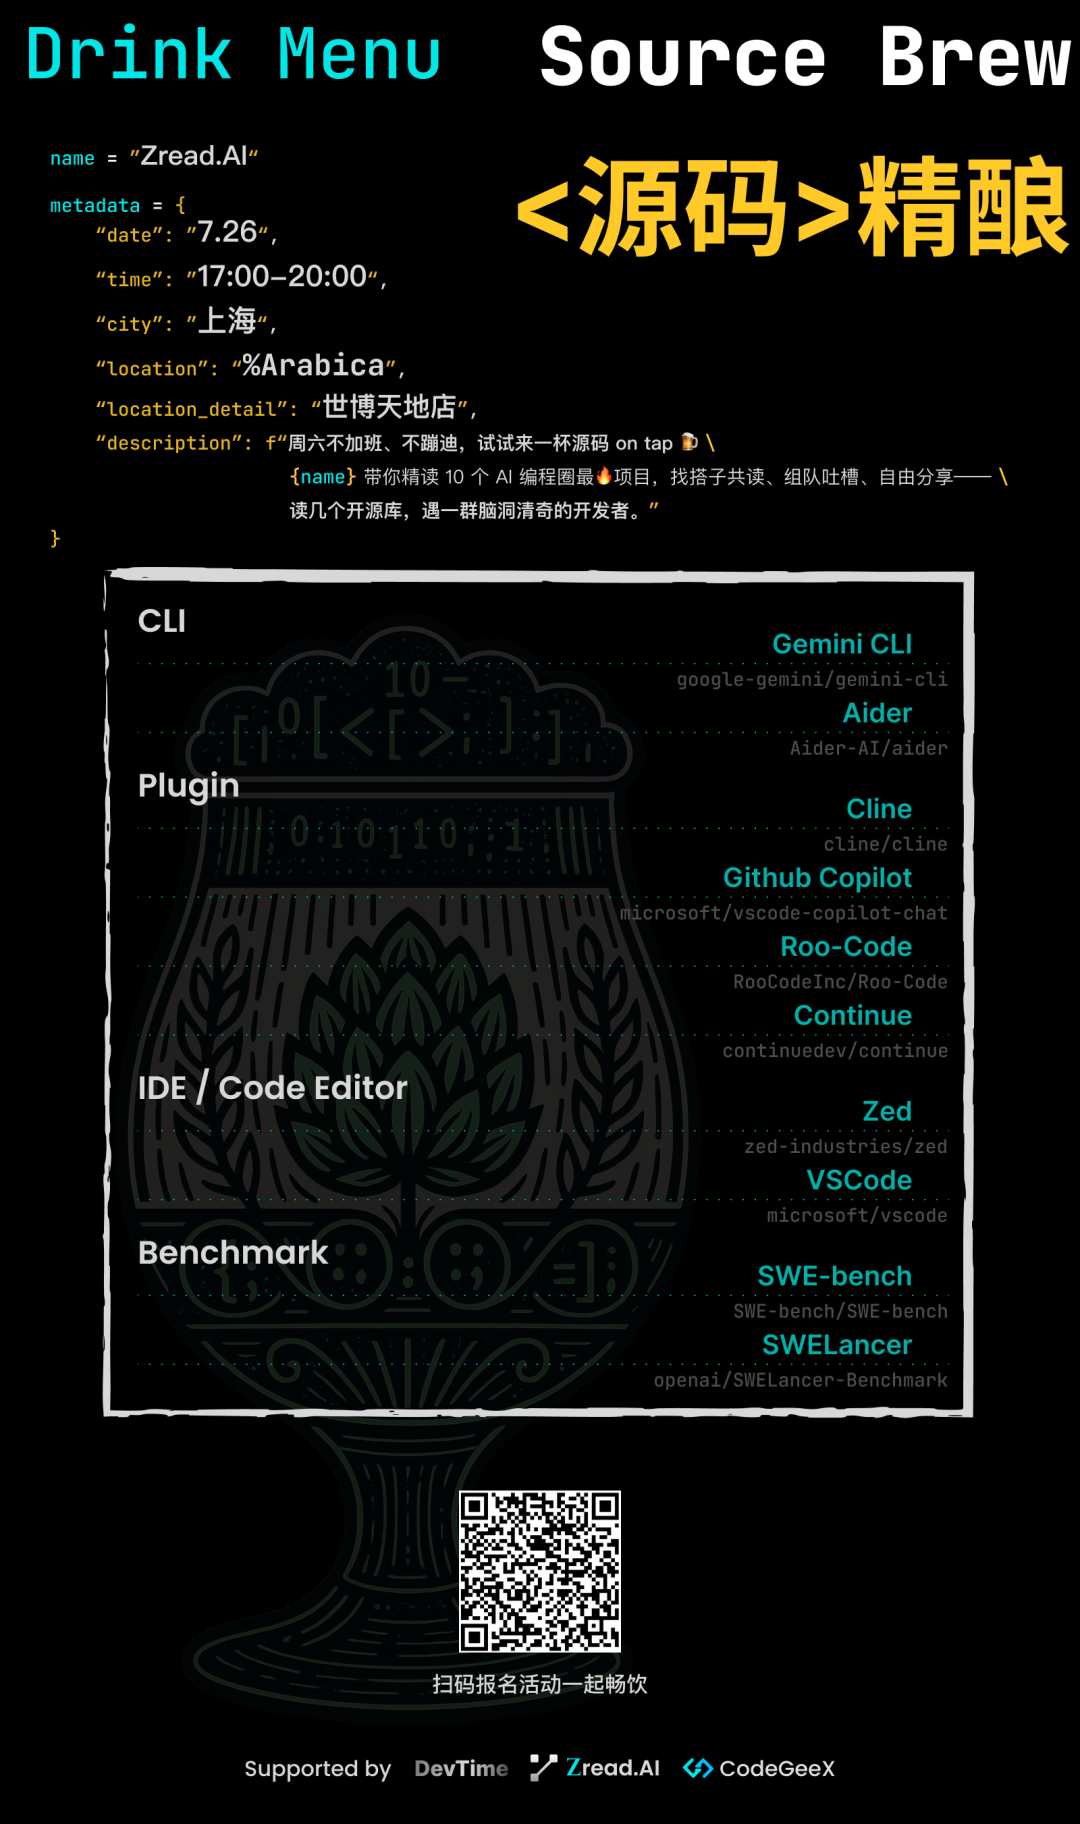 Drink Menu
Source Brew
<源码>精酿
name = ”Zread.AI“
metadata = {
“date”: ”7.26“,
“time”: ”17:00–20:00“,
“city”: ”上海“,
“location”: “%Arabica”,
“location_detail”: “世博天地店”,
“description”: f“周六不加班、不蹦迪，试试来一杯源码 on tap 🍺 \
{name} 带你精读 10 个 AI 编程圈最🔥项目，找搭子共读、组队吐槽、自由分享—— \
读几个开源库，遇一群脑洞清奇的开发者。”
}
CLI
Gemini CLI
google-gemini/gemini-cli
Aider
Aider-AI/aider
Plugin
Cline
cline/cline
Github Copilot
microsoft/vscode-copilot-chat
Roo-Code
RooCodeInc/Roo-Code
Continue
continuedev/continue
IDE / Code Editor
Zed
zed-industries/zed
VSCode
microsoft/vscode
Benchmark
SWE-bench
SWE-bench/SWE-bench
SWELancer
openai/SWELancer-Benchmark
扫码报名活动一起畅饮
Supported by DevTime Zread.AI CodeGeeX